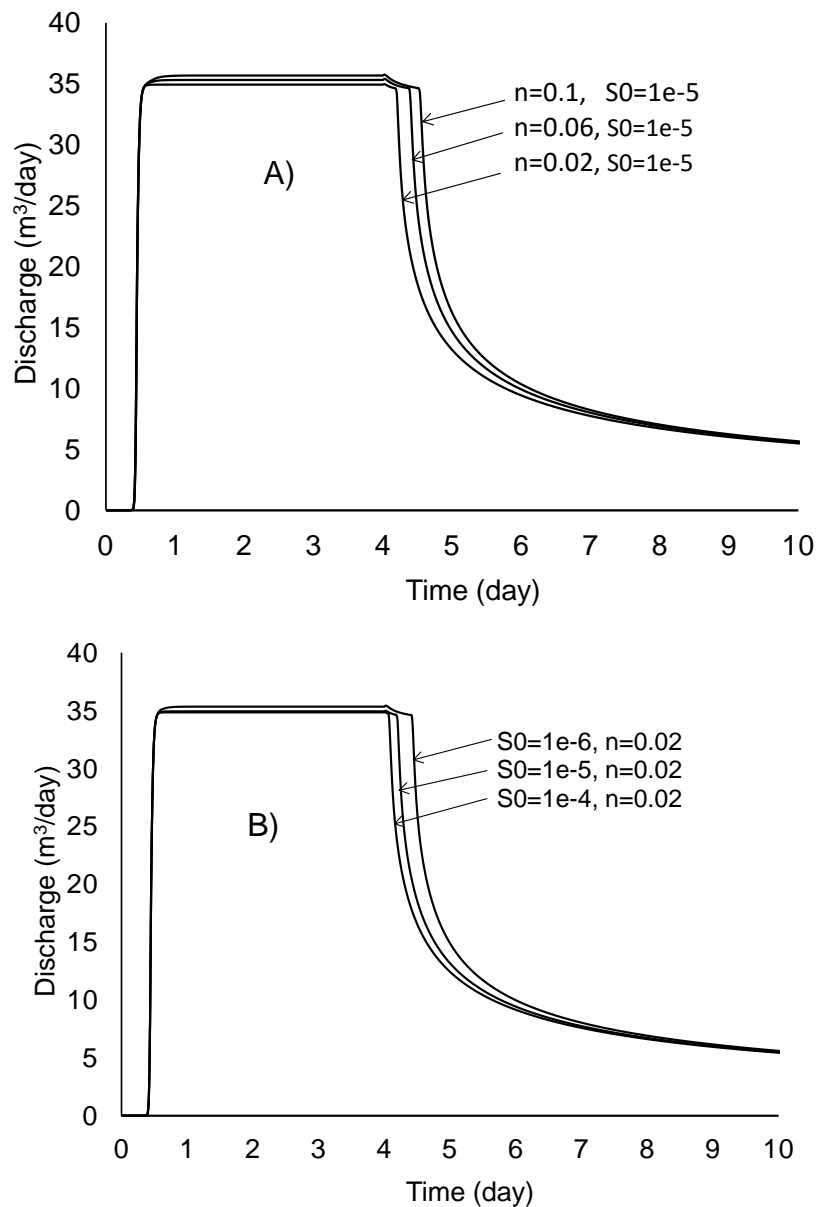 40
35
30
25
20
15
10
5
0
Discharge (m³/day)
A)
n=0.1, S0=1e-5
n=0.06, S0=1e-5
n=0.02, S0=1e-5
0 1 2 3 4 5 6 7 8 9 10
Time (day)
40
35
30
25
20
15
10
5
0
Discharge (m³/day)
B)
S0=1e-6, n=0.02
S0=1e-5, n=0.02
S0=1e-4, n=0.02
0 1 2 3 4 5 6 7 8 9 10
Time (day)